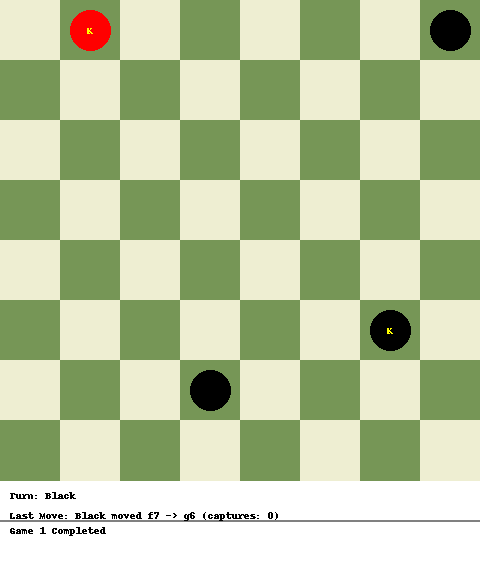 K
K
Turn: Black
Last Move: Black moved f7 -> g6 (captures: 0)
Game 1 Completed